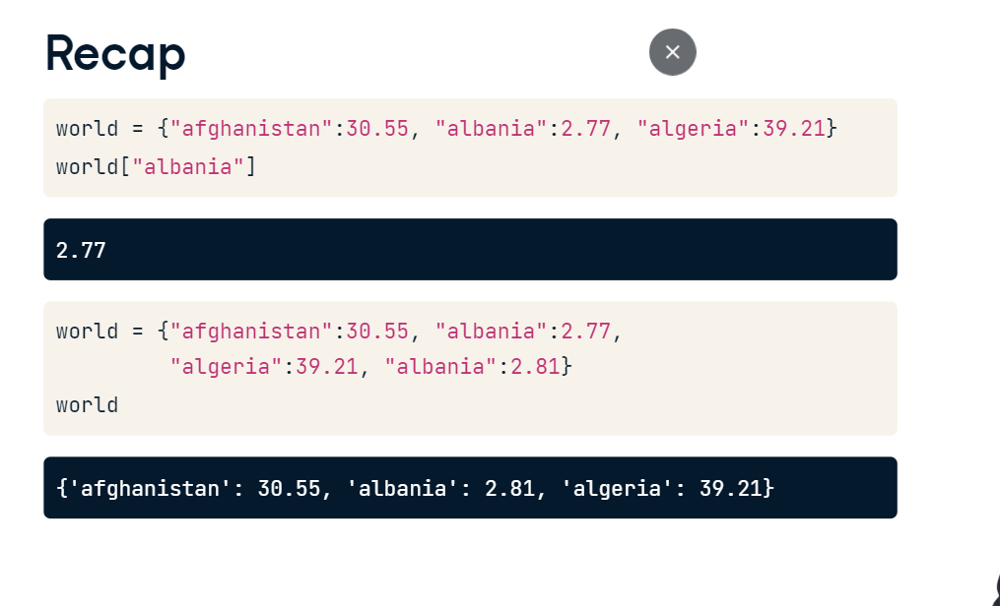 Recap
world = {"afghanistan":30.55, "albania":2.77, "algeria":39.21}
world["albania"]
2.77
world = {"afghanistan":30.55, "albania":2.77,
"algeria":39.21, "albania":2.81}
world
{'afghanistan': 30.55, 'albania': 2.81, 'algeria': 39.21}